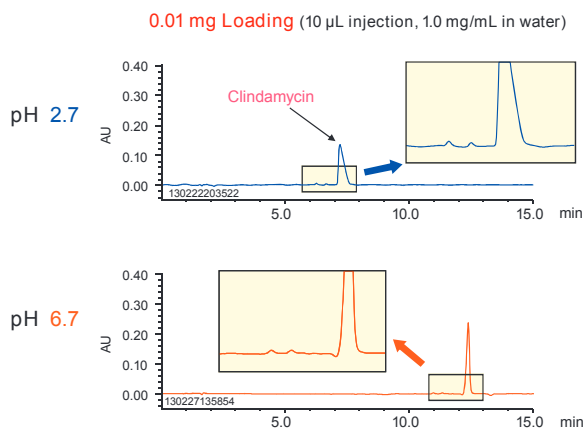 0.01 mg Loading (10 µL injection, 1.0 mg/mL in water)
pH 2.7
AU
0.40
0.30
0.20
0.10
0.00
Clindamycin
130222203522
5.0 10.0 15.0 min
pH 6.7
AU
0.40
0.30
0.20
0.10
0.00
130227135854
5.0 10.0 15.0 min